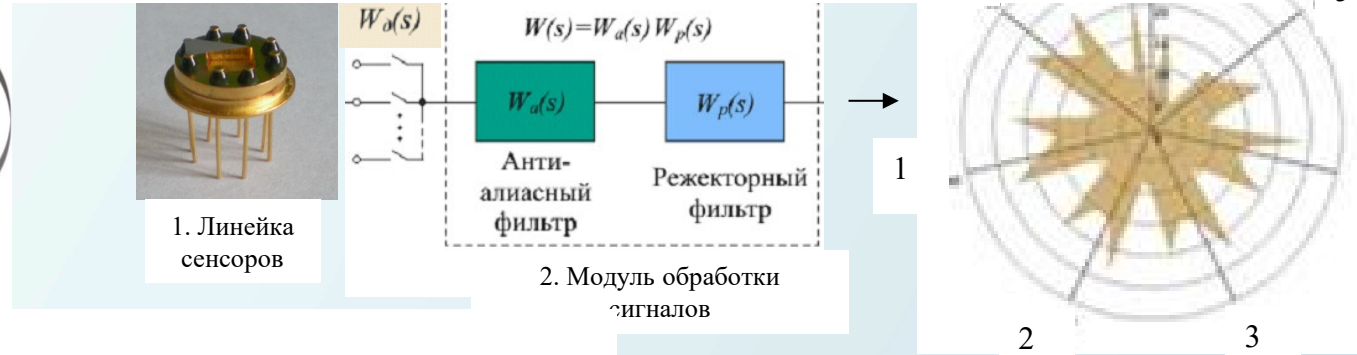 W∂(s)
W(s)=Wa(s) Wp(s)
Wa(s)
Wp(s)
Анти-
алиасный
фильтр
Режекторный
фильтр
1. Линейка
сенсоров
2. Модуль обработки
сигналов
1
2
3